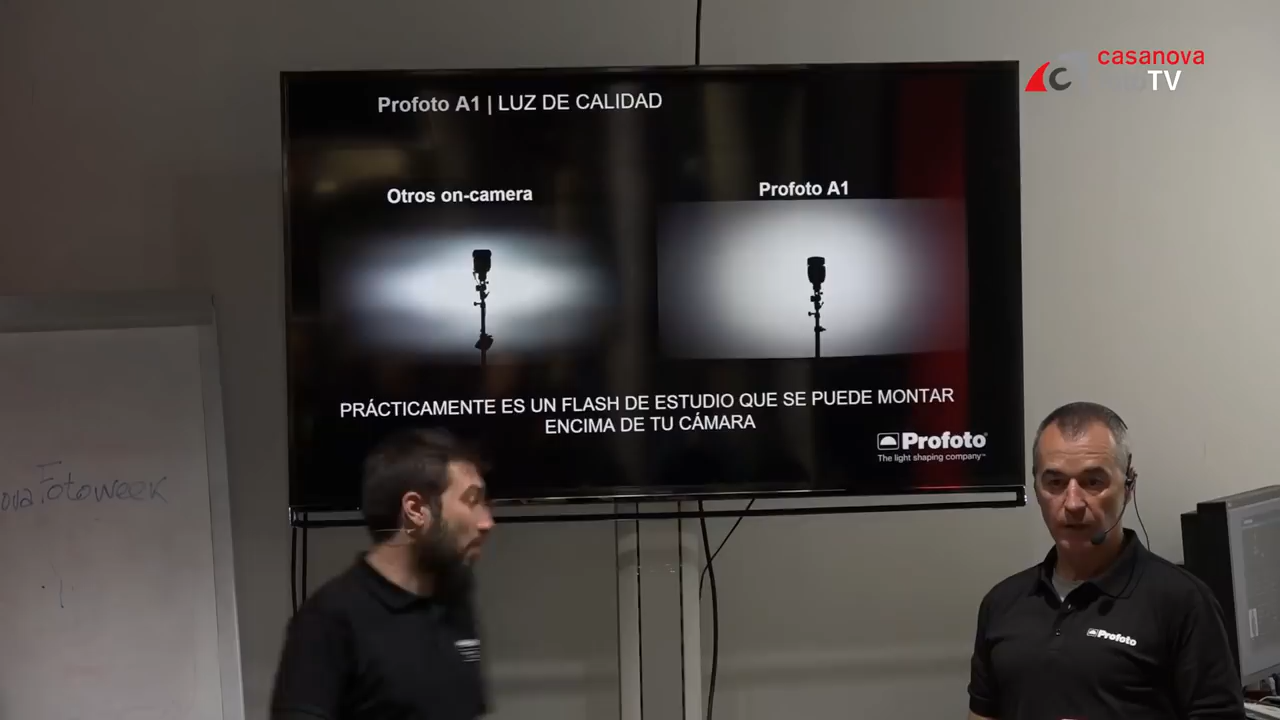 casanova
TV
Profoto A1 | LUZ DE CALIDAD
Otros on-camera
Profoto A1
PRÁCTICAMENTE ES UN FLASH DE ESTUDIO QUE SE PUEDE MONTAR
ENCIMA DE TU CÁMARA
Profoto
The light shaping company™
Fotoweek
Profoto